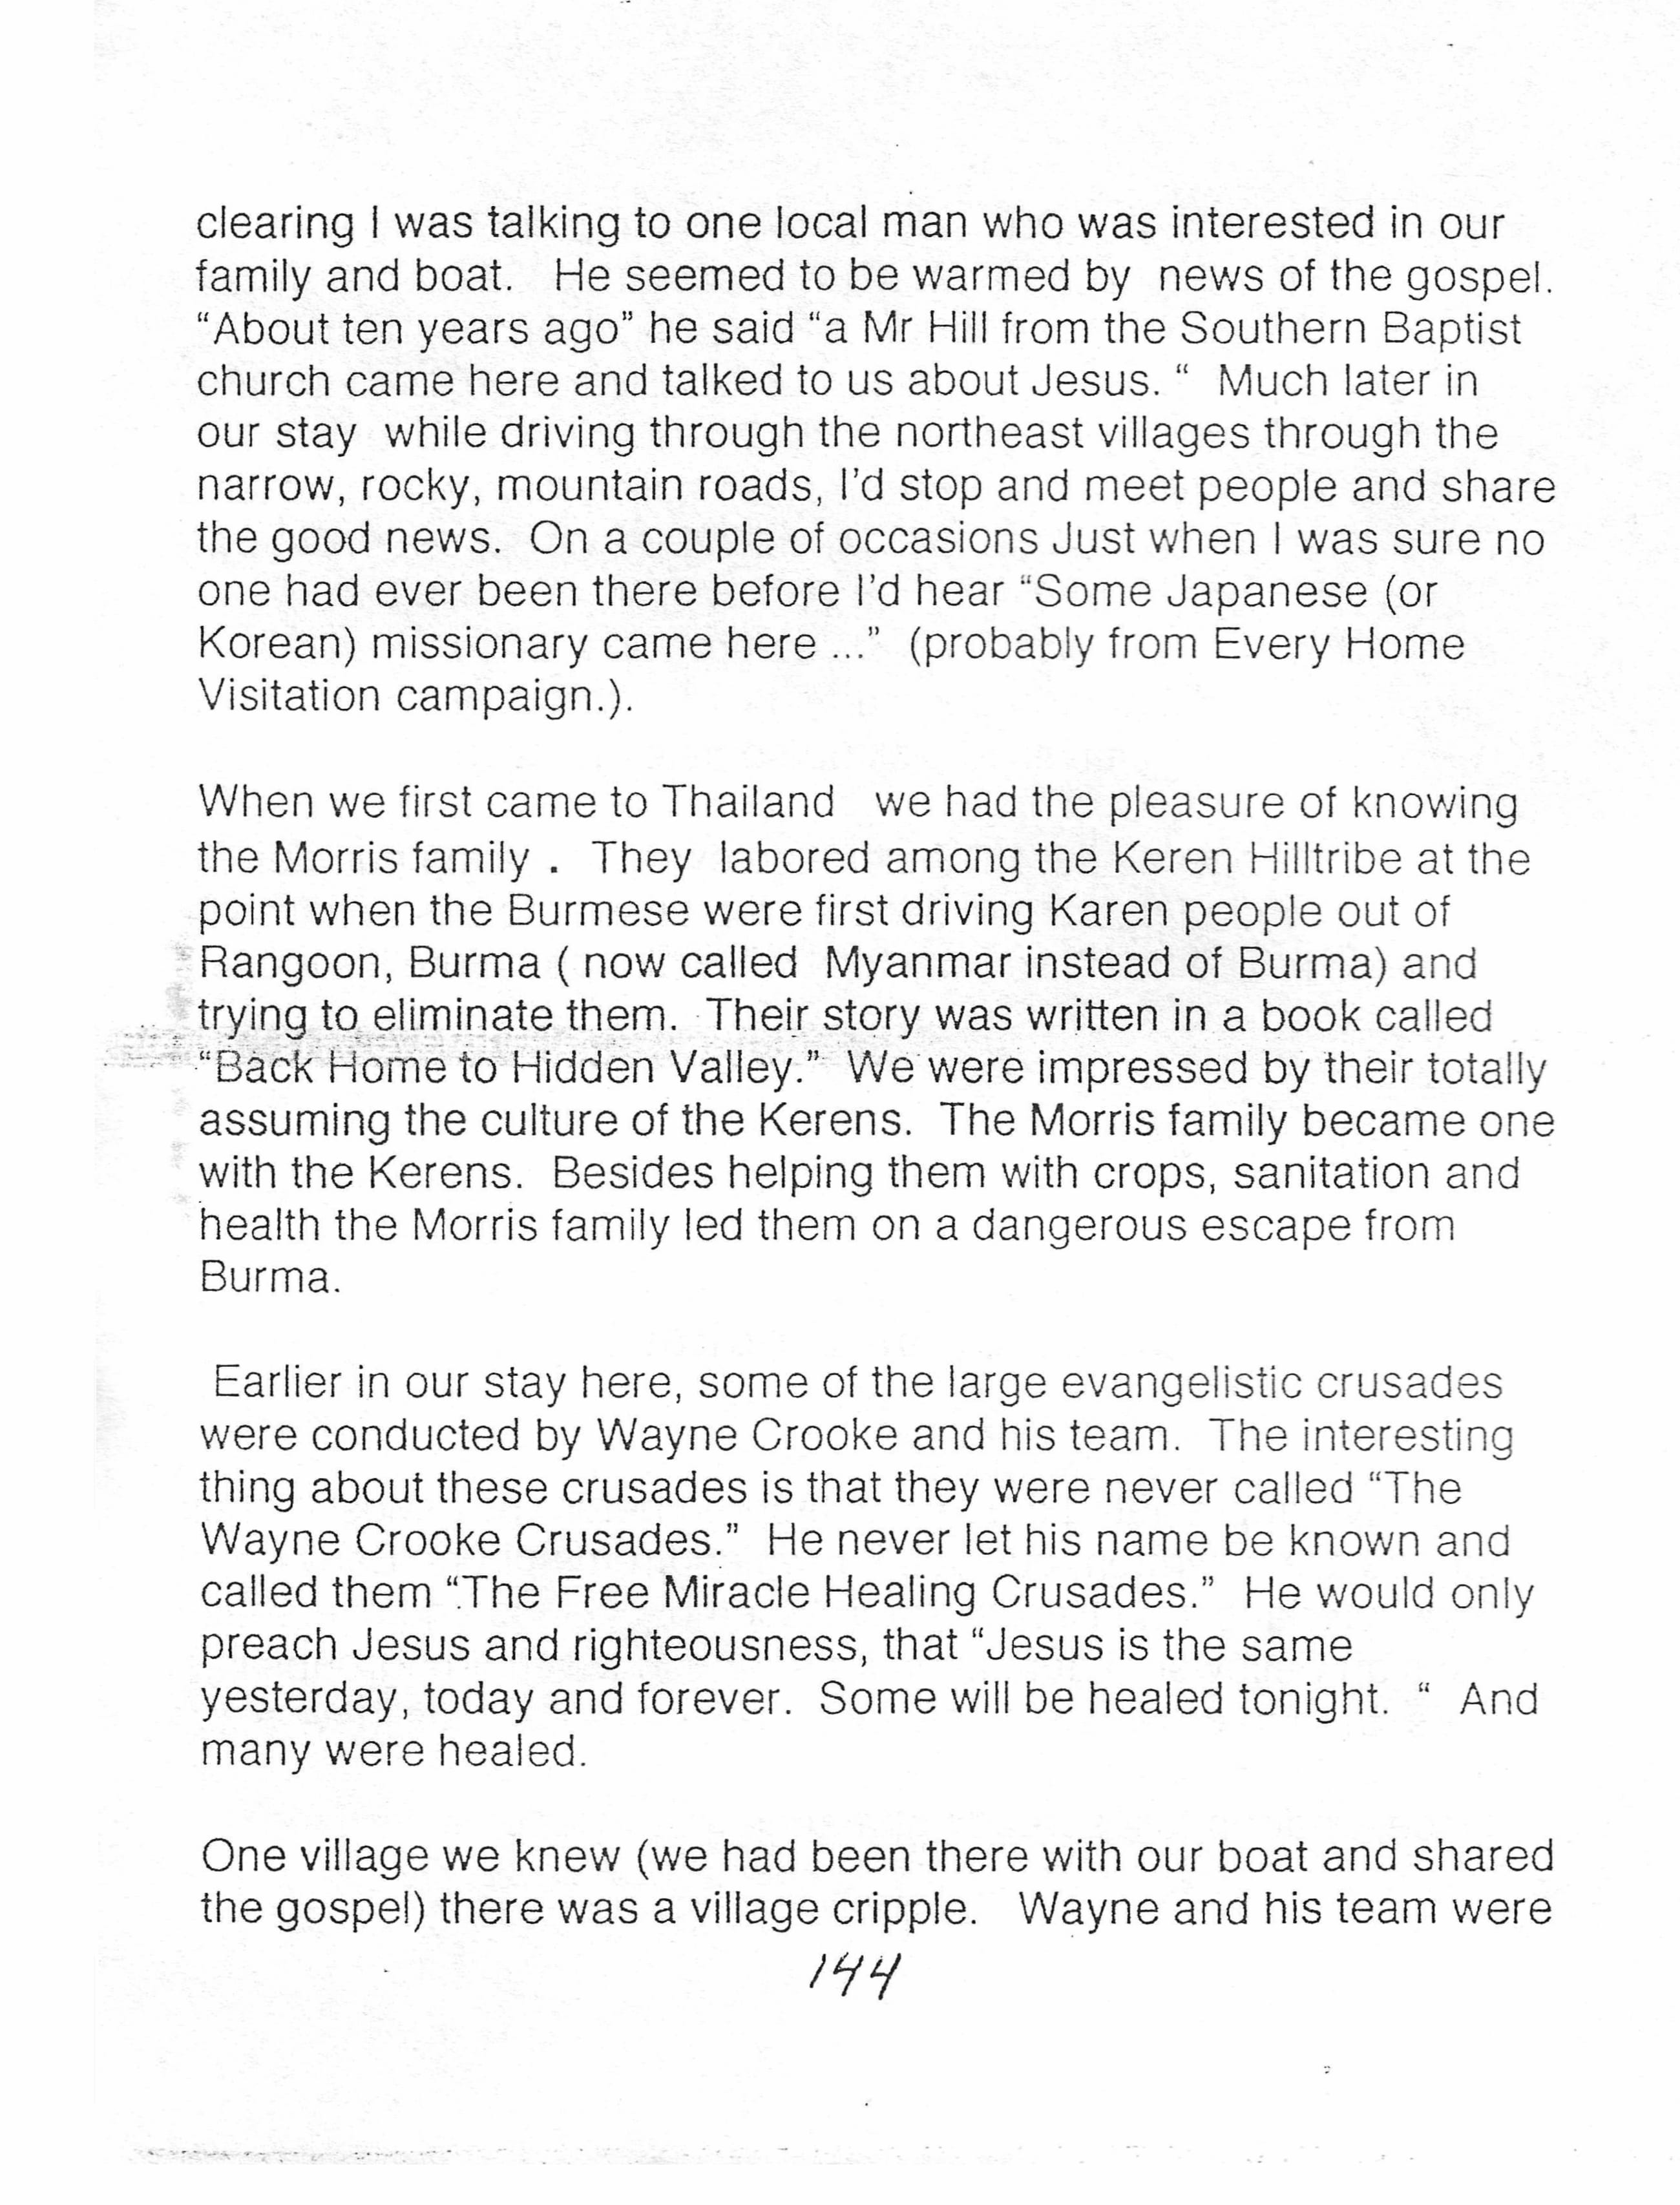 clearing I was talking to one local man who was interested in our
family and boat.   He seemed to be warmed by  news of the gospel.
“About ten years ago” he said “a Mr Hill from the Southern Baptist
church came here and talked to us about Jesus. “  Much later in
our stay  while driving through the northeast villages through the
narrow, rocky, mountain roads, I’d stop and meet people and share
the good news.  On a couple of occasions Just when I was sure no
one had ever been there before I’d hear “Some Japanese (or
Korean) missionary came here ...”  (probably from Every Home
Visitation campaign.).

When we first came to Thailand   we had the pleasure of knowing
the Morris family .  They  labored among the Keren Hilltribe at the
point when the Burmese were first driving Karen people out of
Rangoon, Burma ( now called  Myanmar instead of Burma) and
trying to eliminate them.  Their story was written in a book called
“Back Home to Hidden Valley.”  We were impressed by their totally
assuming the culture of the Kerens.  The Morris family became one
with the Kerens.  Besides helping them with crops, sanitation and
health the Morris family led them on a dangerous escape from
Burma.

Earlier in our stay here, some of the large evangelistic crusades
were conducted by Wayne Crooke and his team.  The interesting
thing about these crusades is that they were never called “The
Wayne Crooke Crusades.”  He never let his name be known and
called them “The Free Miracle Healing Crusades.”  He would only
preach Jesus and righteousness, that “Jesus is the same
yesterday, today and forever.  Some will be healed tonight.  “  And
many were healed.

One village we knew (we had been there with our boat and shared
the gospel) there was a village cripple.   Wayne and his team were
144